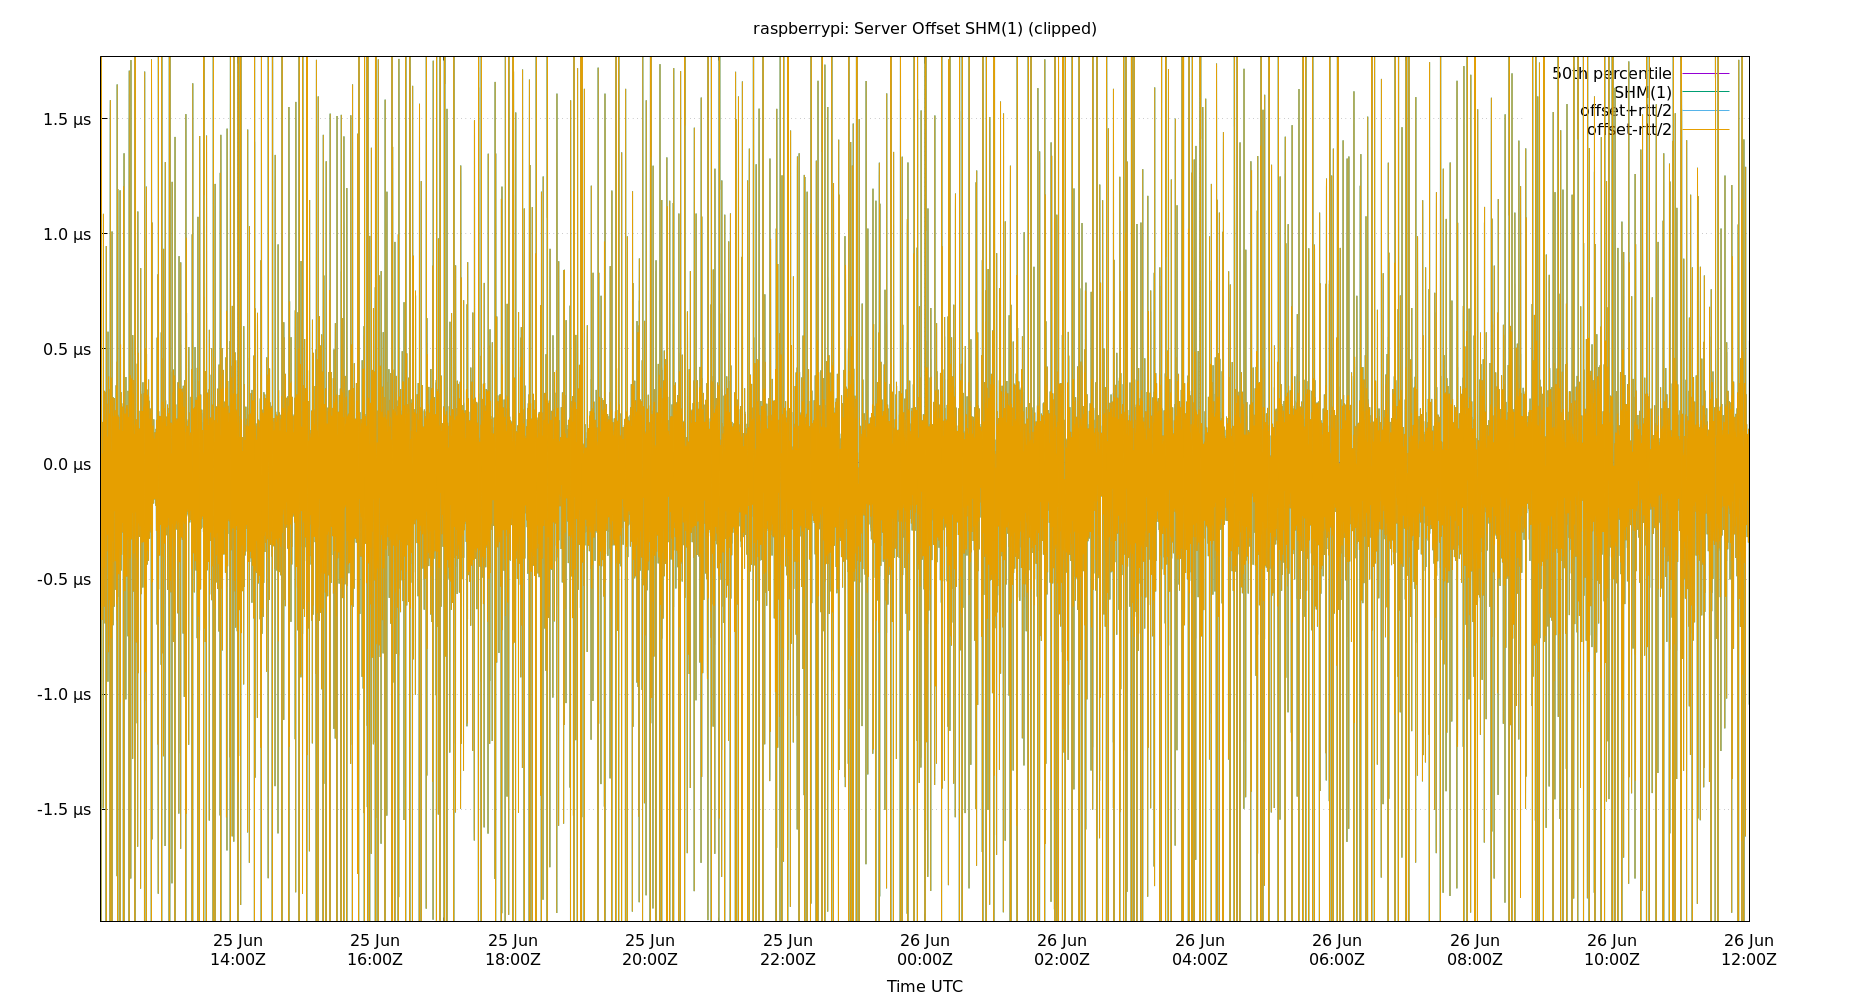 raspberrypi: Server Offset SHM(1) (clipped)
50th percentile
SHM(1)
offset+rtt/2
offset-rtt/2
1.5 µs
1.0 µs
0.5 µs
0.0 µs
-0.5 µs
-1.0 µs
-1.5 µs
25 Jun 25 Jun 25 Jun 25 Jun 25 Jun 26 Jun 26 Jun 26 Jun 26 Jun 26 Jun 26 Jun 26 Jun
14:00Z 16:00Z 18:00Z 20:00Z 22:00Z 00:00Z 02:00Z 04:00Z 06:00Z 08:00Z 10:00Z 12:00Z
Time UTC